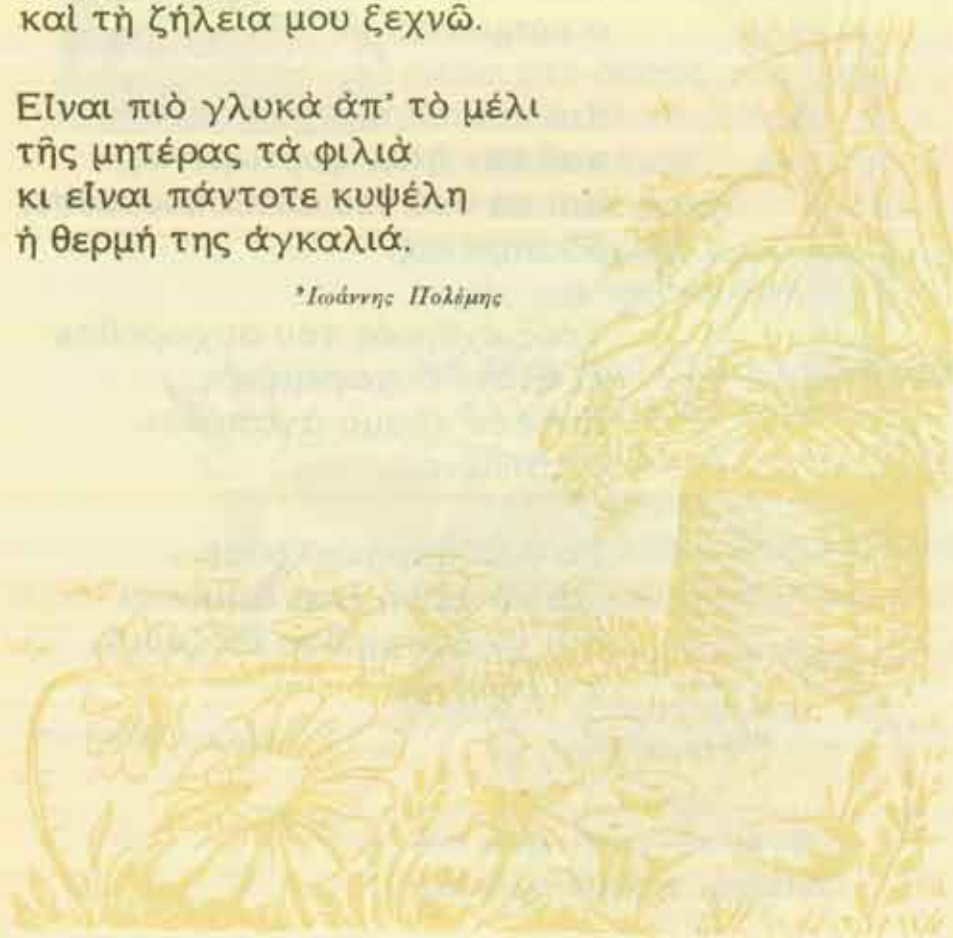 καὶ τὴ ζήλεια μου ξεχνῶ.
Εἶναι πιὸ γλυκὰ ἀπ' τὸ μέλι
τῆς μητέρας τὰ φιλιὰ
κι εἶναι πάντοτε κυψέλη
ἡ θερμή της ἀγκαλιά.
Ἰωάννης Πολέμης